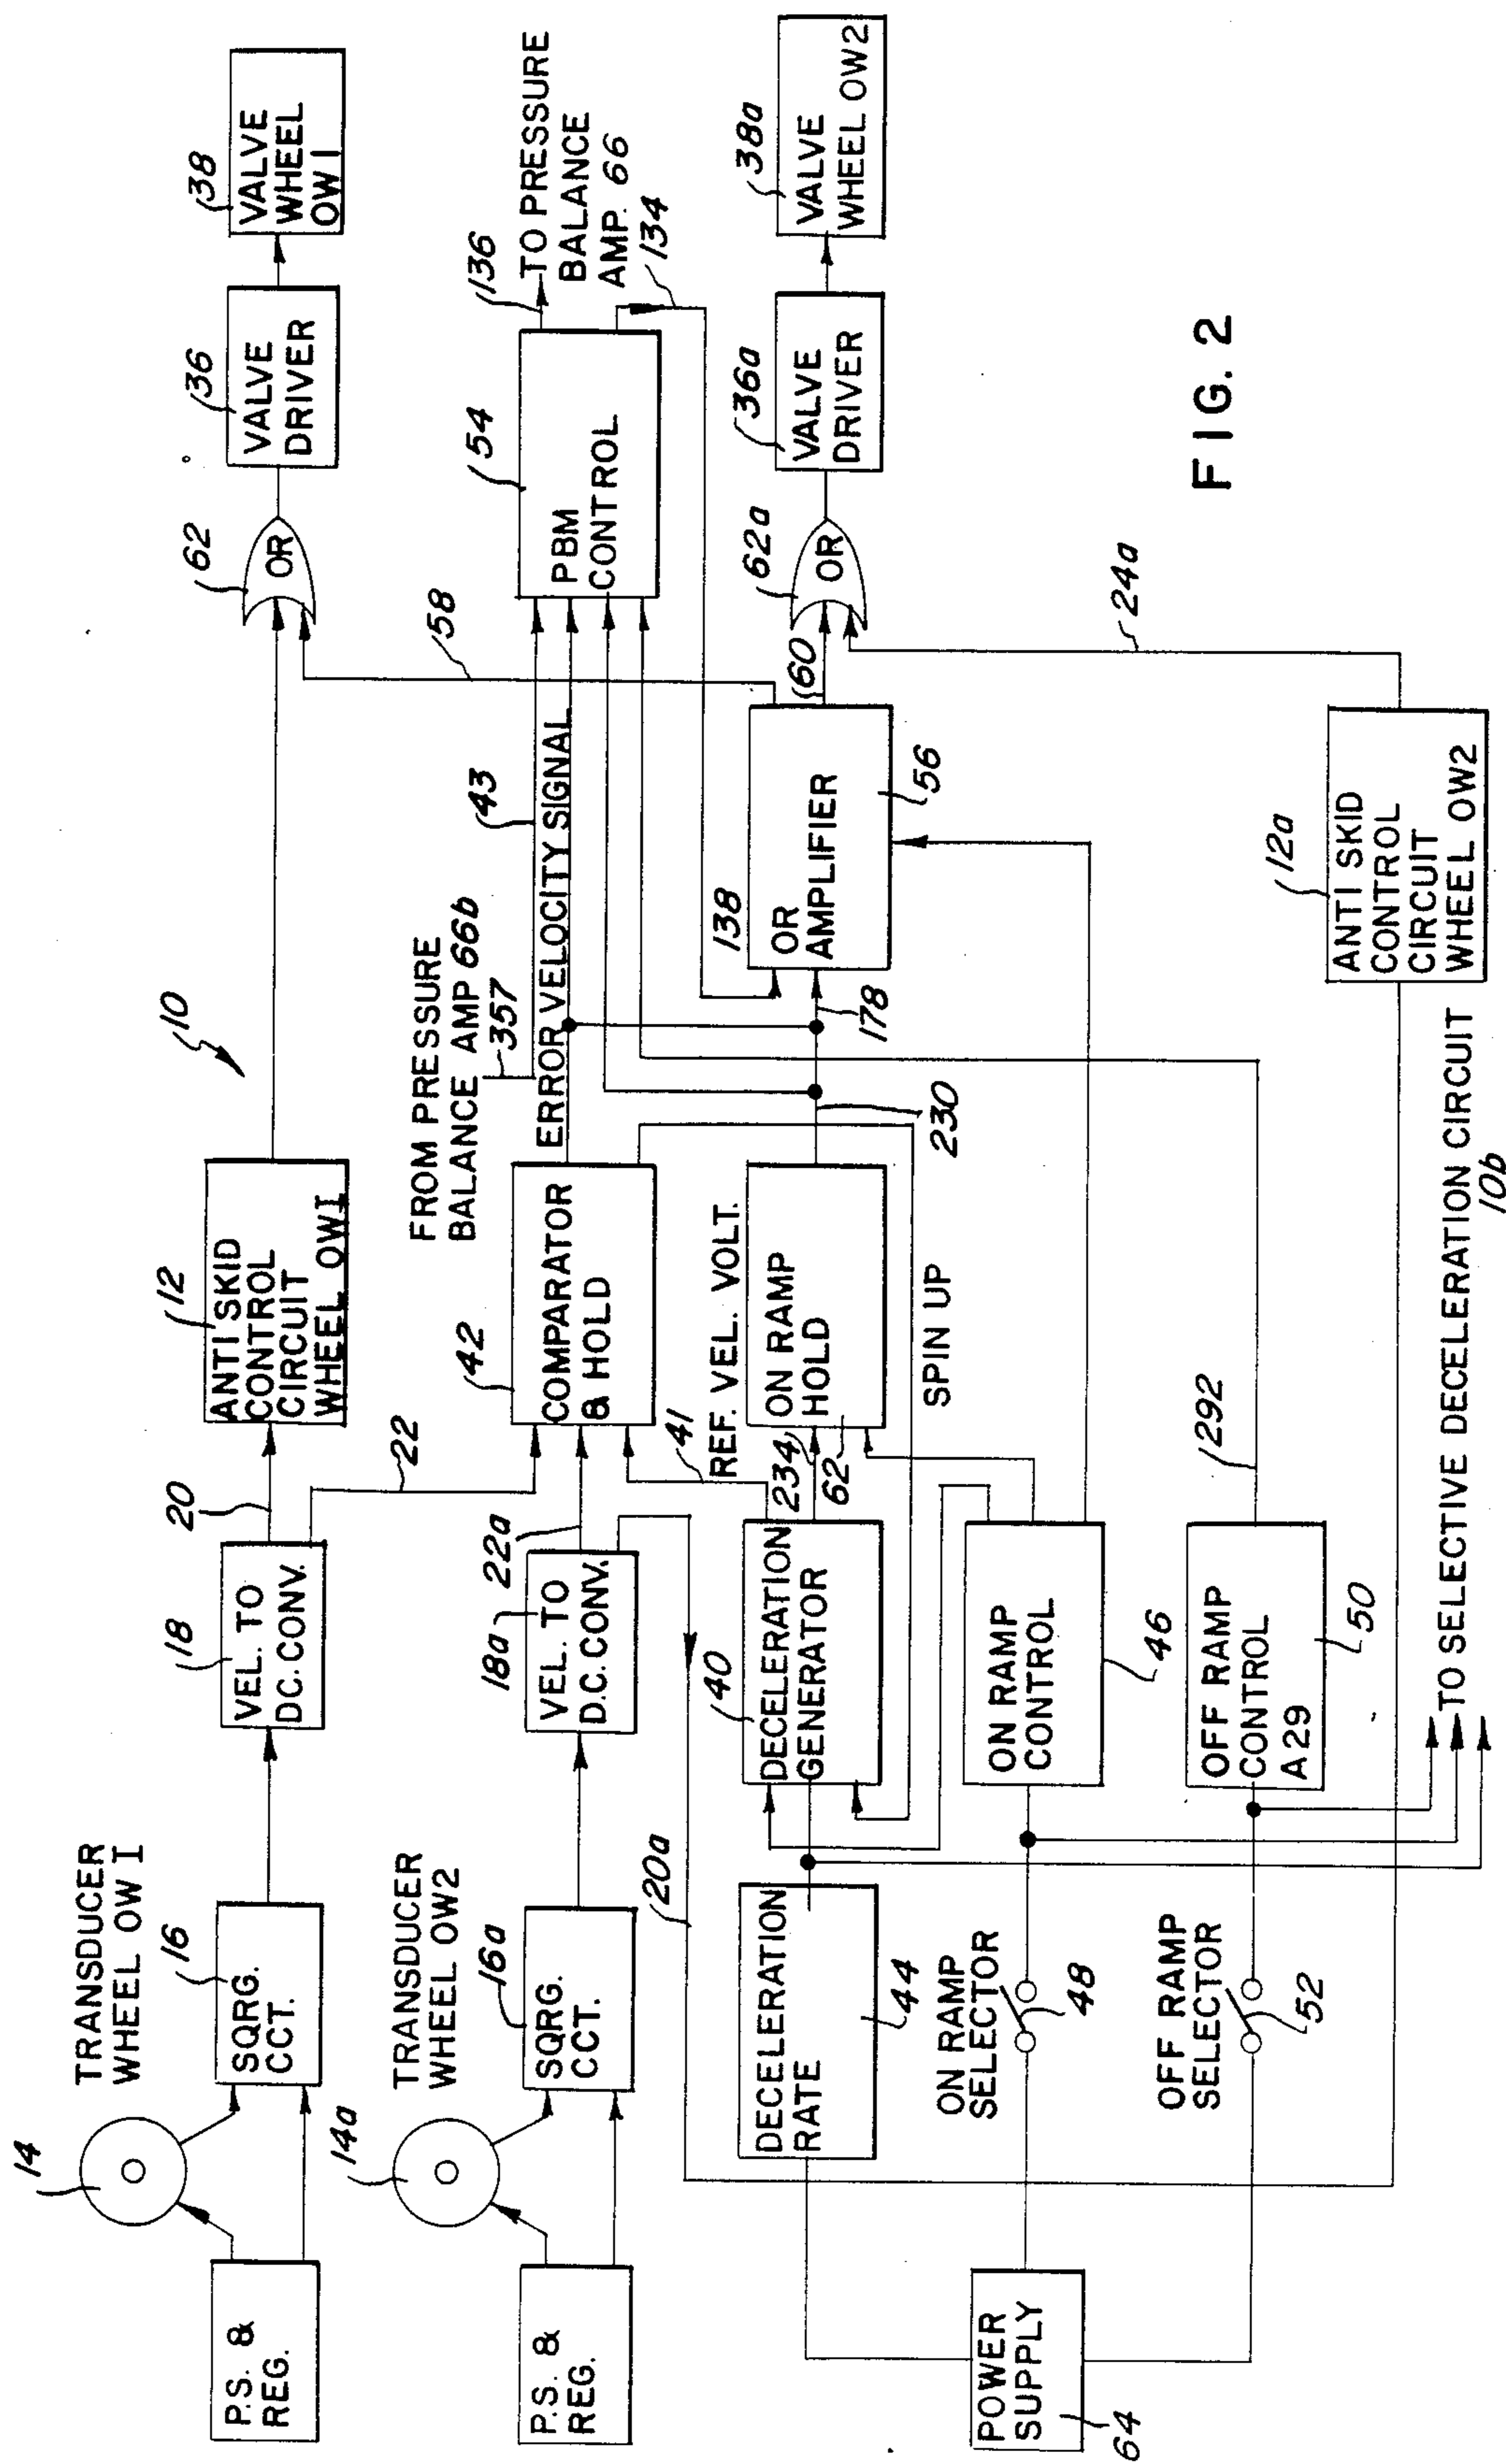 10
TRANSDUCER
WHEEL OW I
14
P.S. &
REG.
16
SQRG.
CCT.
18
VEL. TO
D.C. CONV.
20
22
12
ANTI SKID
CONTROL
CIRCUIT
WHEEL OWI
62
OR
36
VALVE
DRIVER
38
VALVE
WHEEL
OW I
TRANSDUCER
WHEEL OW2
14a
P.S. &
REG.
16a
SQRG.
CCT.
18a
VEL. TO
D.C. CONV.
22a
20a
42
COMPARATOR
& HOLD
41
FROM PRESSURE
BALANCE AMP 66b
357
43
ERROR VELOCITY SIGNAL
58
54
PBM
CONTROL
136
TO PRESSURE
BALANCE
AMP. 66
134
DECELERATION
RATE
44
40
DECELERATION
GENERATOR
234
REF. VEL. VOLT.
ON RAMP
HOLD
62
230
178
138
OR
AMPLIFIER
56
60
62a
OR
36a
VALVE
DRIVER
38a
VALVE
WHEEL OW2
SPIN UP
POWER
SUPPLY
64
ON RAMP
SELECTOR
48
ON RAMP
CONTROL
46
OFF RAMP
SELECTOR
52
OFF RAMP
CONTROL
A29
50
292
12a
ANTI SKID
CONTROL
CIRCUIT
WHEEL OW2
24a
TO SELECTIVE DECELERATION CIRCUIT
10b
FIG. 2